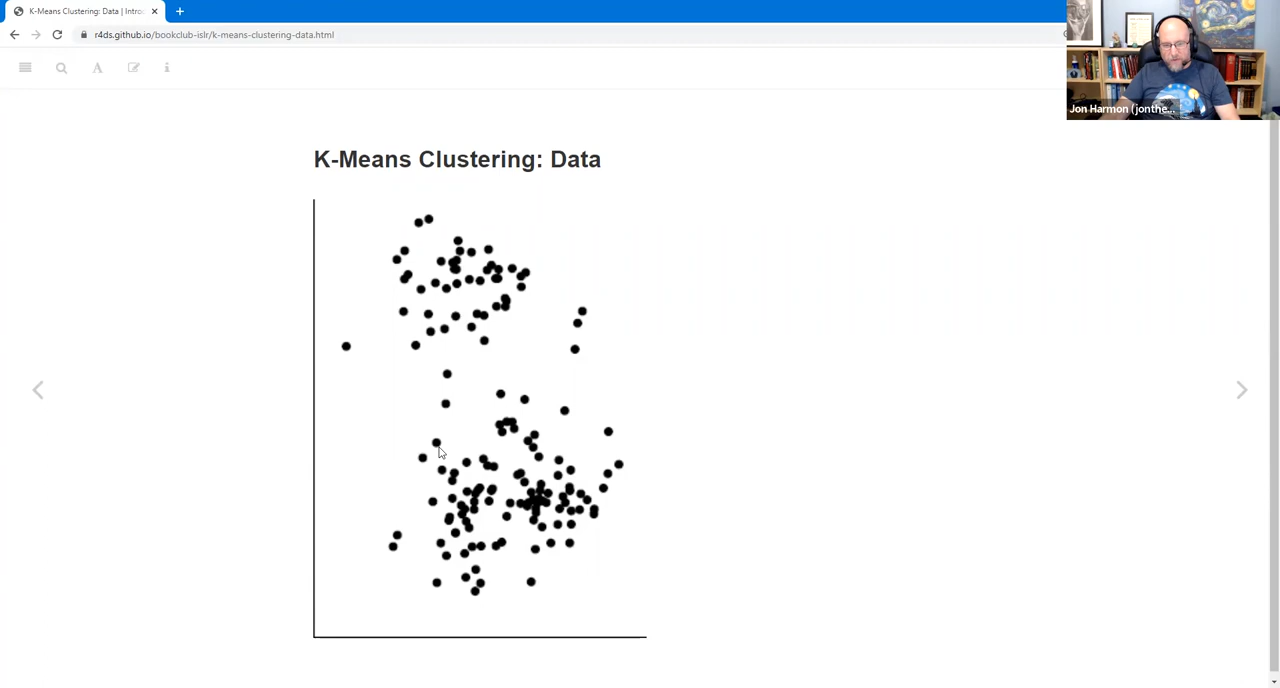 K-Means Clustering: Data | Intro
r4ds.github.io/bookclub-islr/k-means-clustering-data.html
Jon Harmon (jonthe...
K-Means Clustering: Data